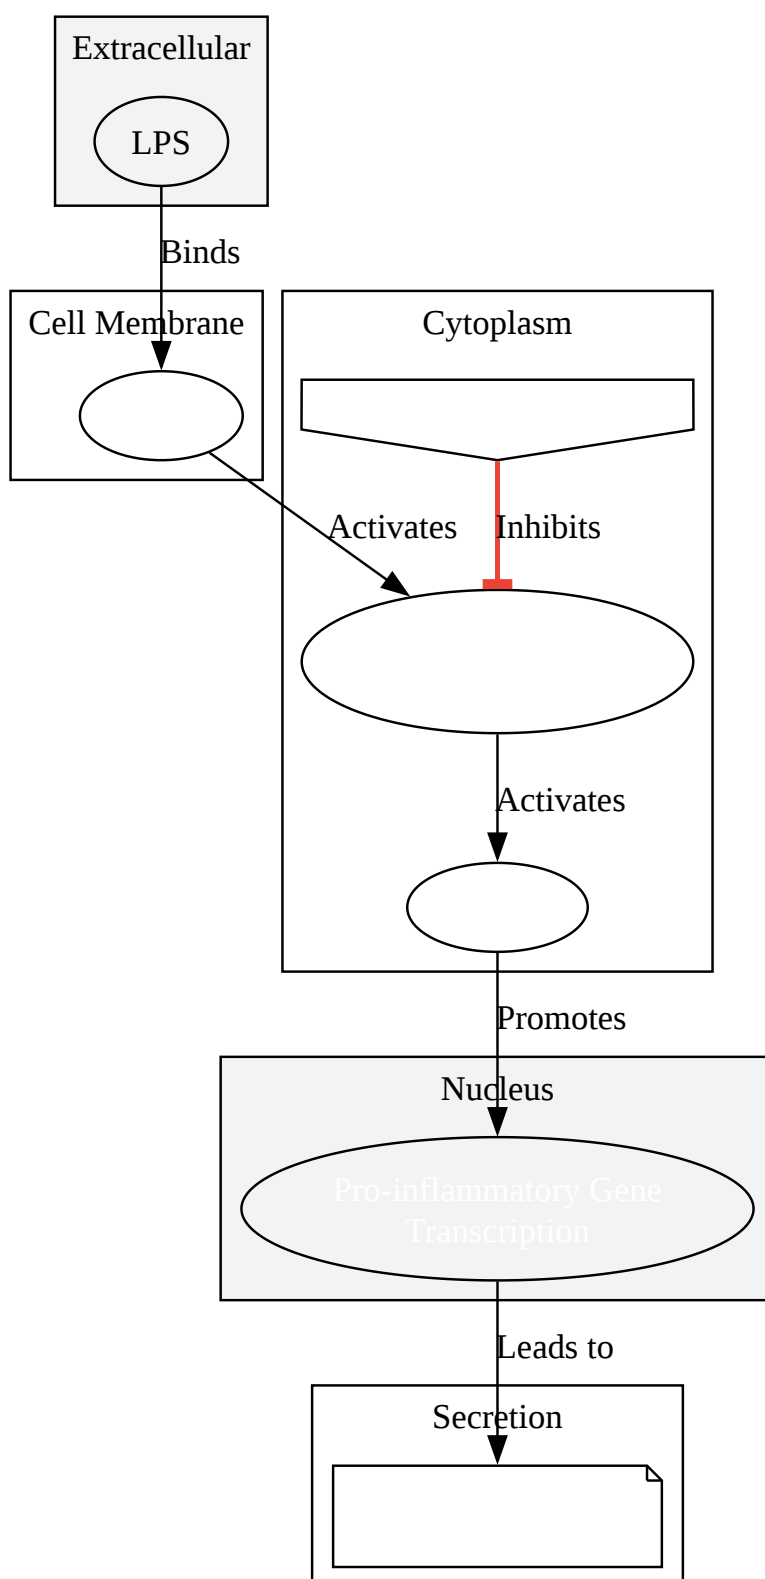 Extracellular
LPS
Binds
Cell Membrane
Cytoplasm
Activates
Inhibits
Activates
Promotes
Nucleus
Pro-inflammatory Gene
Transcription
Leads to
Secretion